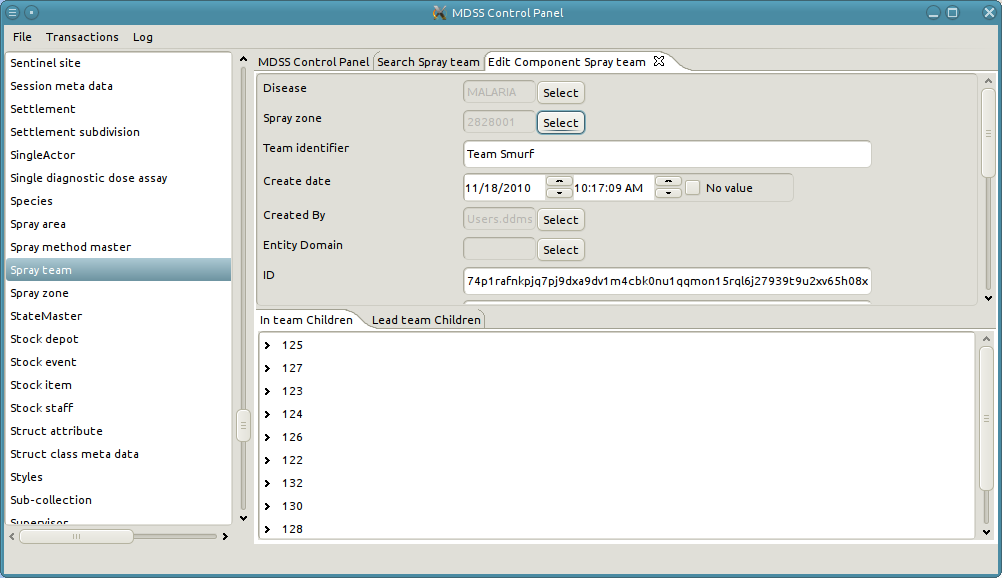 MDSS Control Panel
File Transactions Log
Sentinel site
Session meta data
Settlement
Settlement subdivision
SingleActor
Single diagnostic dose assay
Species
Spray area
Spray method master
Spray team
Spray zone
StateMaster
Stock depot
Stock event
Stock item
Stock staff
Struct attribute
Struct class meta data
Styles
Sub-collection
Supervisor
MDSS Control Panel Search Spray team Edit Component Spray team
Disease MALARIA Select
Spray zone 2828001 Select
Team identifier Team Smurf
Create date 11/18/2010 10:17:09 AM No value
Created By Users.ddms Select
Entity Domain Select
ID 74p1rafnkpjq7pj9dxa9dv1m4cbk0nu1qqmon15rql6j27939t9u2xv65h08x
In team Children Lead team Children
125
127
123
124
126
122
132
130
128